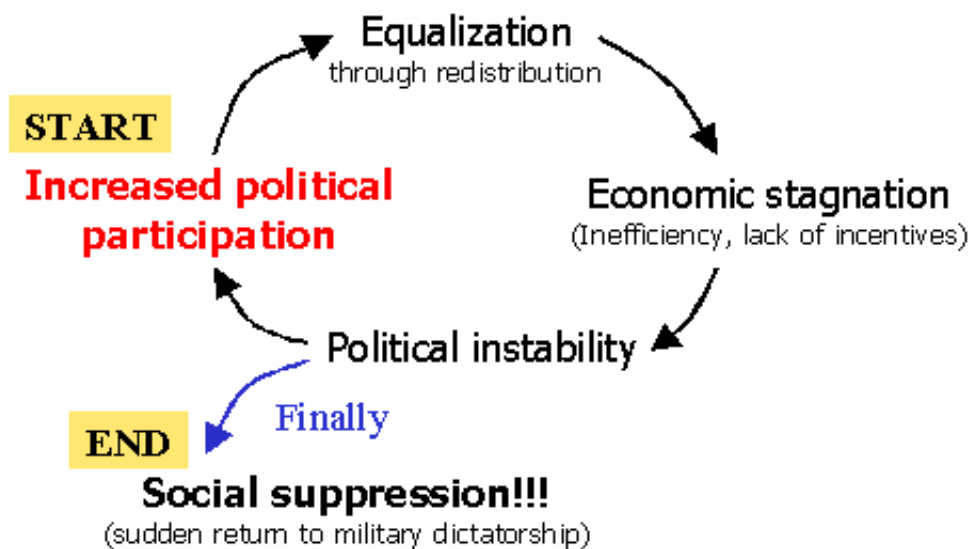 Equalization
through redistribution
START
Increased political
participation
Economic stagnation
(Inefficiency, lack of incentives)
Political instability
Finally
END
Social suppression!!!
(sudden return to military dictatorship)